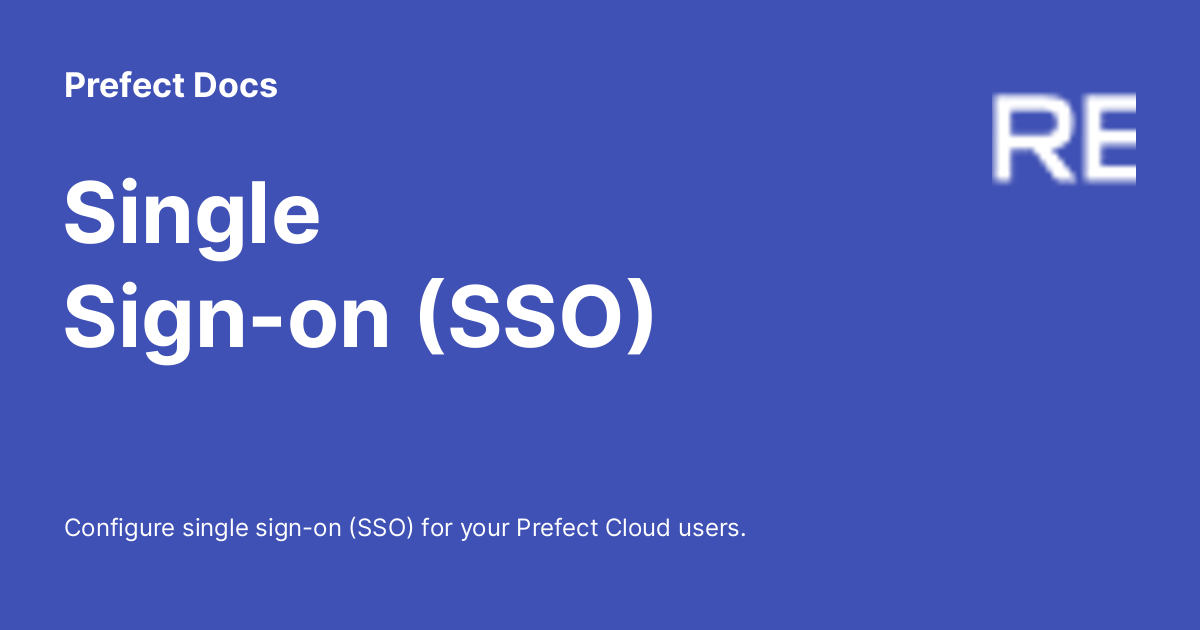 Prefect Docs
RE
Single
Sign-on (SSO)
Configure single sign-on (SSO) for your Prefect Cloud users.